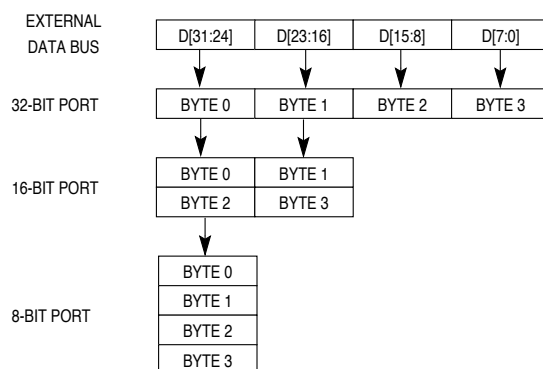 EXTERNAL
DATA BUS
D[31:24] D[23:16] D[15:8] D[7:0]
32-BIT PORT BYTE 0 BYTE 1 BYTE 2 BYTE 3
16-BIT PORT
BYTE 0 BYTE 1
BYTE 2 BYTE 3
8-BIT PORT
BYTE 0
BYTE 1
BYTE 2
BYTE 3